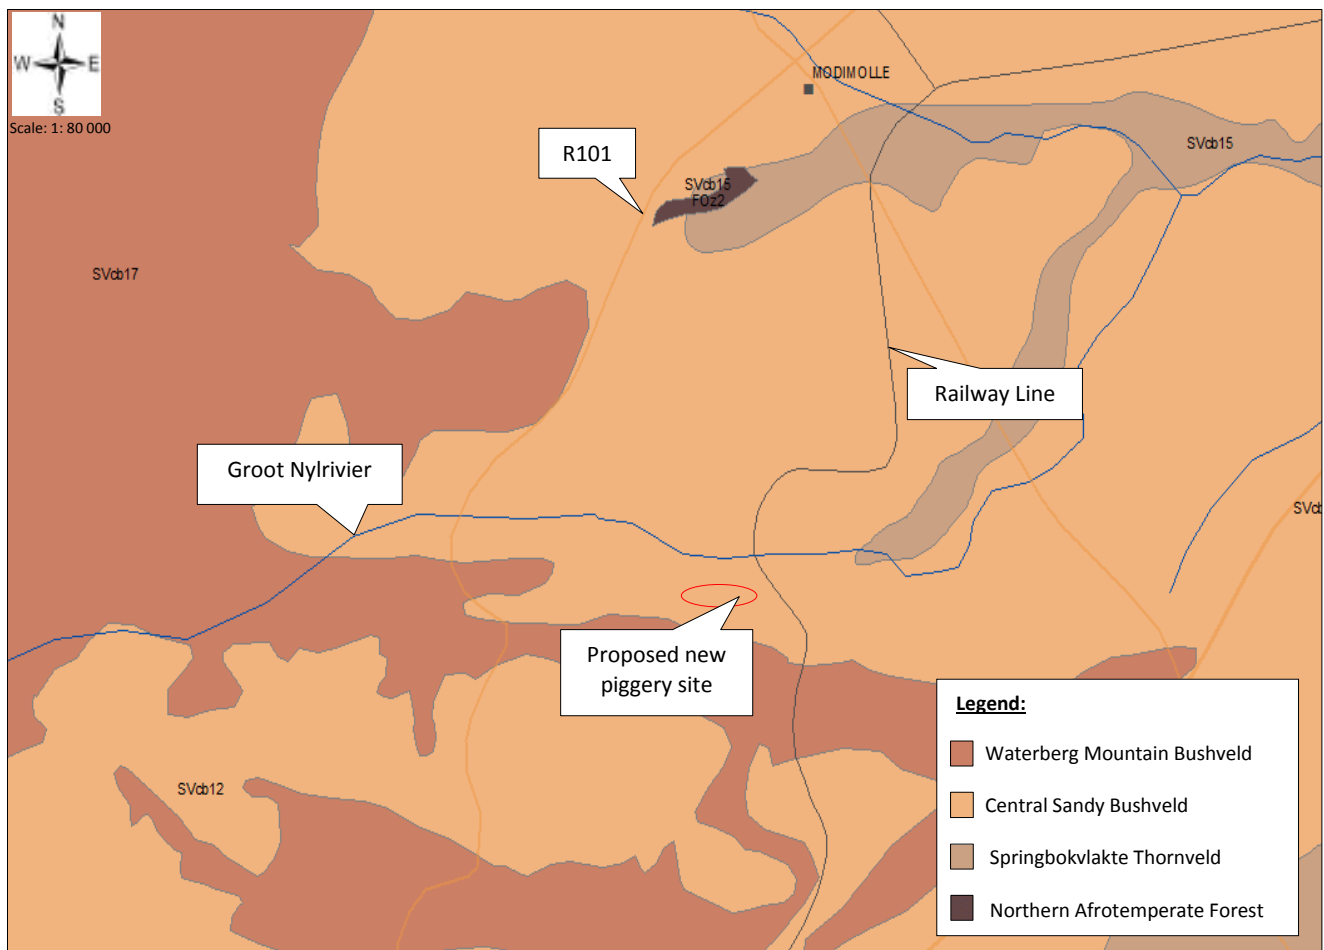 N
W E
S
Scale: 1: 80 000
MODIMOLLE
R101
SVcb15
SVcb15
FOz2
SVcb17
Railway Line
Groot Nylrivier
SVcb
Proposed new
piggery site
Legend:
Waterberg Mountain Bushveld
Central Sandy Bushveld
Springbokvlakte Thornveld
Northern Afrotemperate Forest
SVcb12